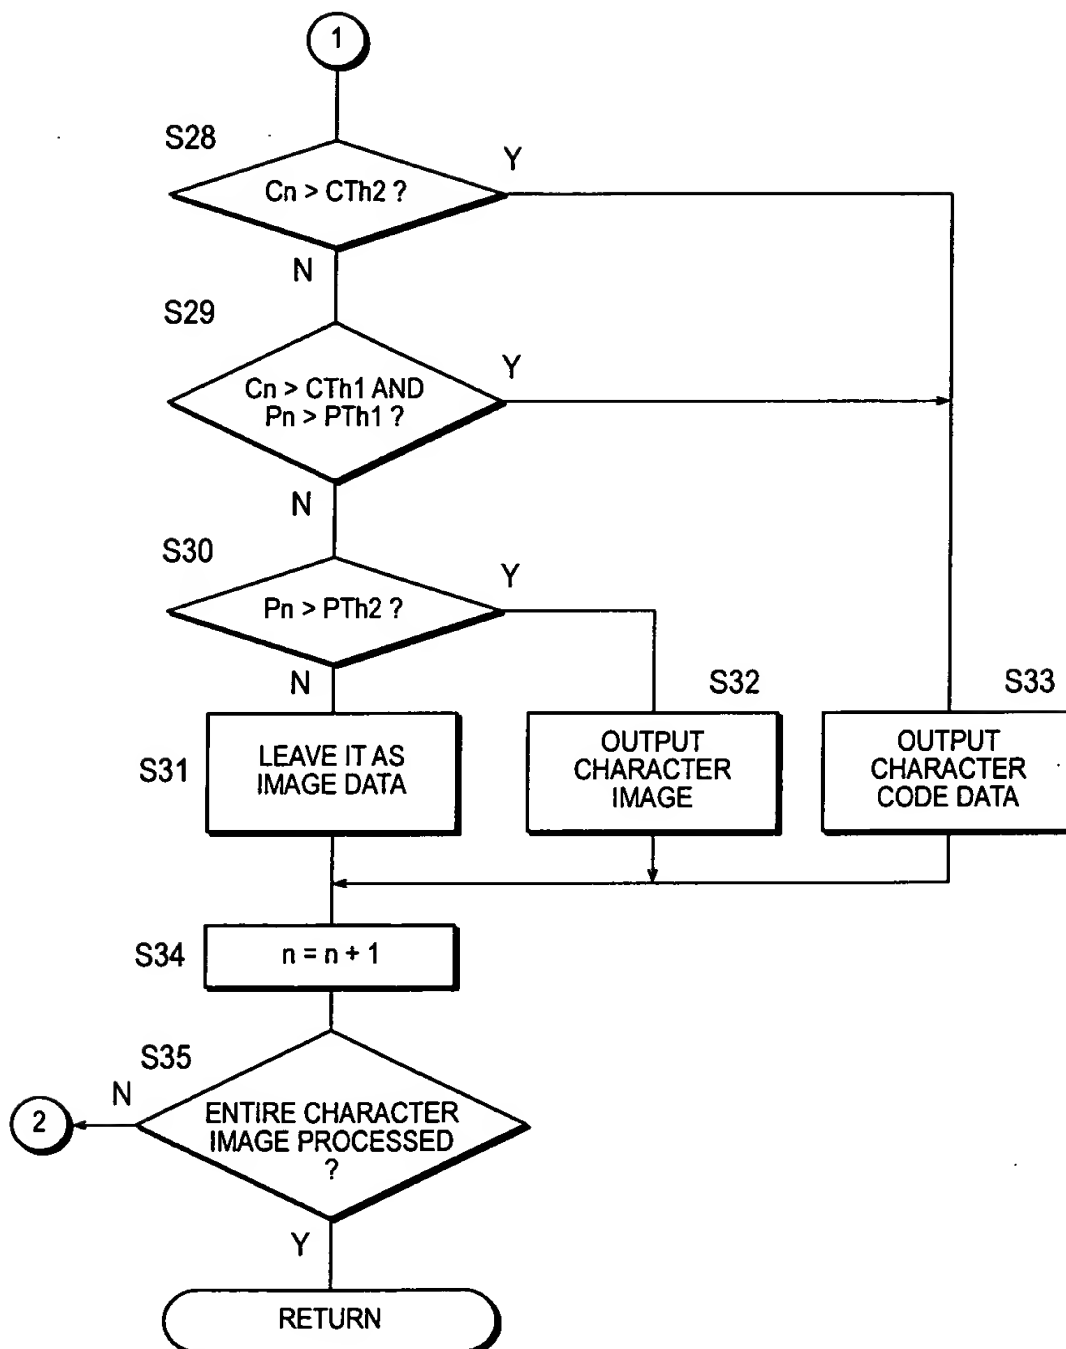 1
S28
Y
Cn > CTh2 ?
N
S29
Y
Cn > CTh1 AND
Pn > PTh1 ?
N
S30
Y
Pn > PTh2 ?
N
S32
S33
S31
LEAVE IT AS
IMAGE DATA
OUTPUT
CHARACTER
IMAGE
OUTPUT
CHARACTER
CODE DATA
S34
n = n + 1
S35
N
2
ENTIRE CHARACTER
IMAGE PROCESSED
?
Y
RETURN